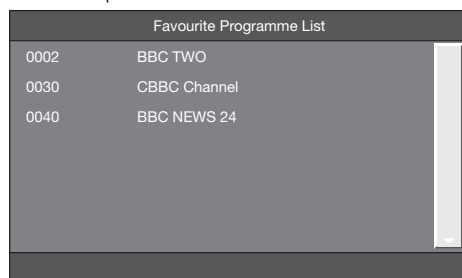 Favourite Programme List
0002 BBC TWO
0030 CBBC Channel
0040 BBC NEWS 24